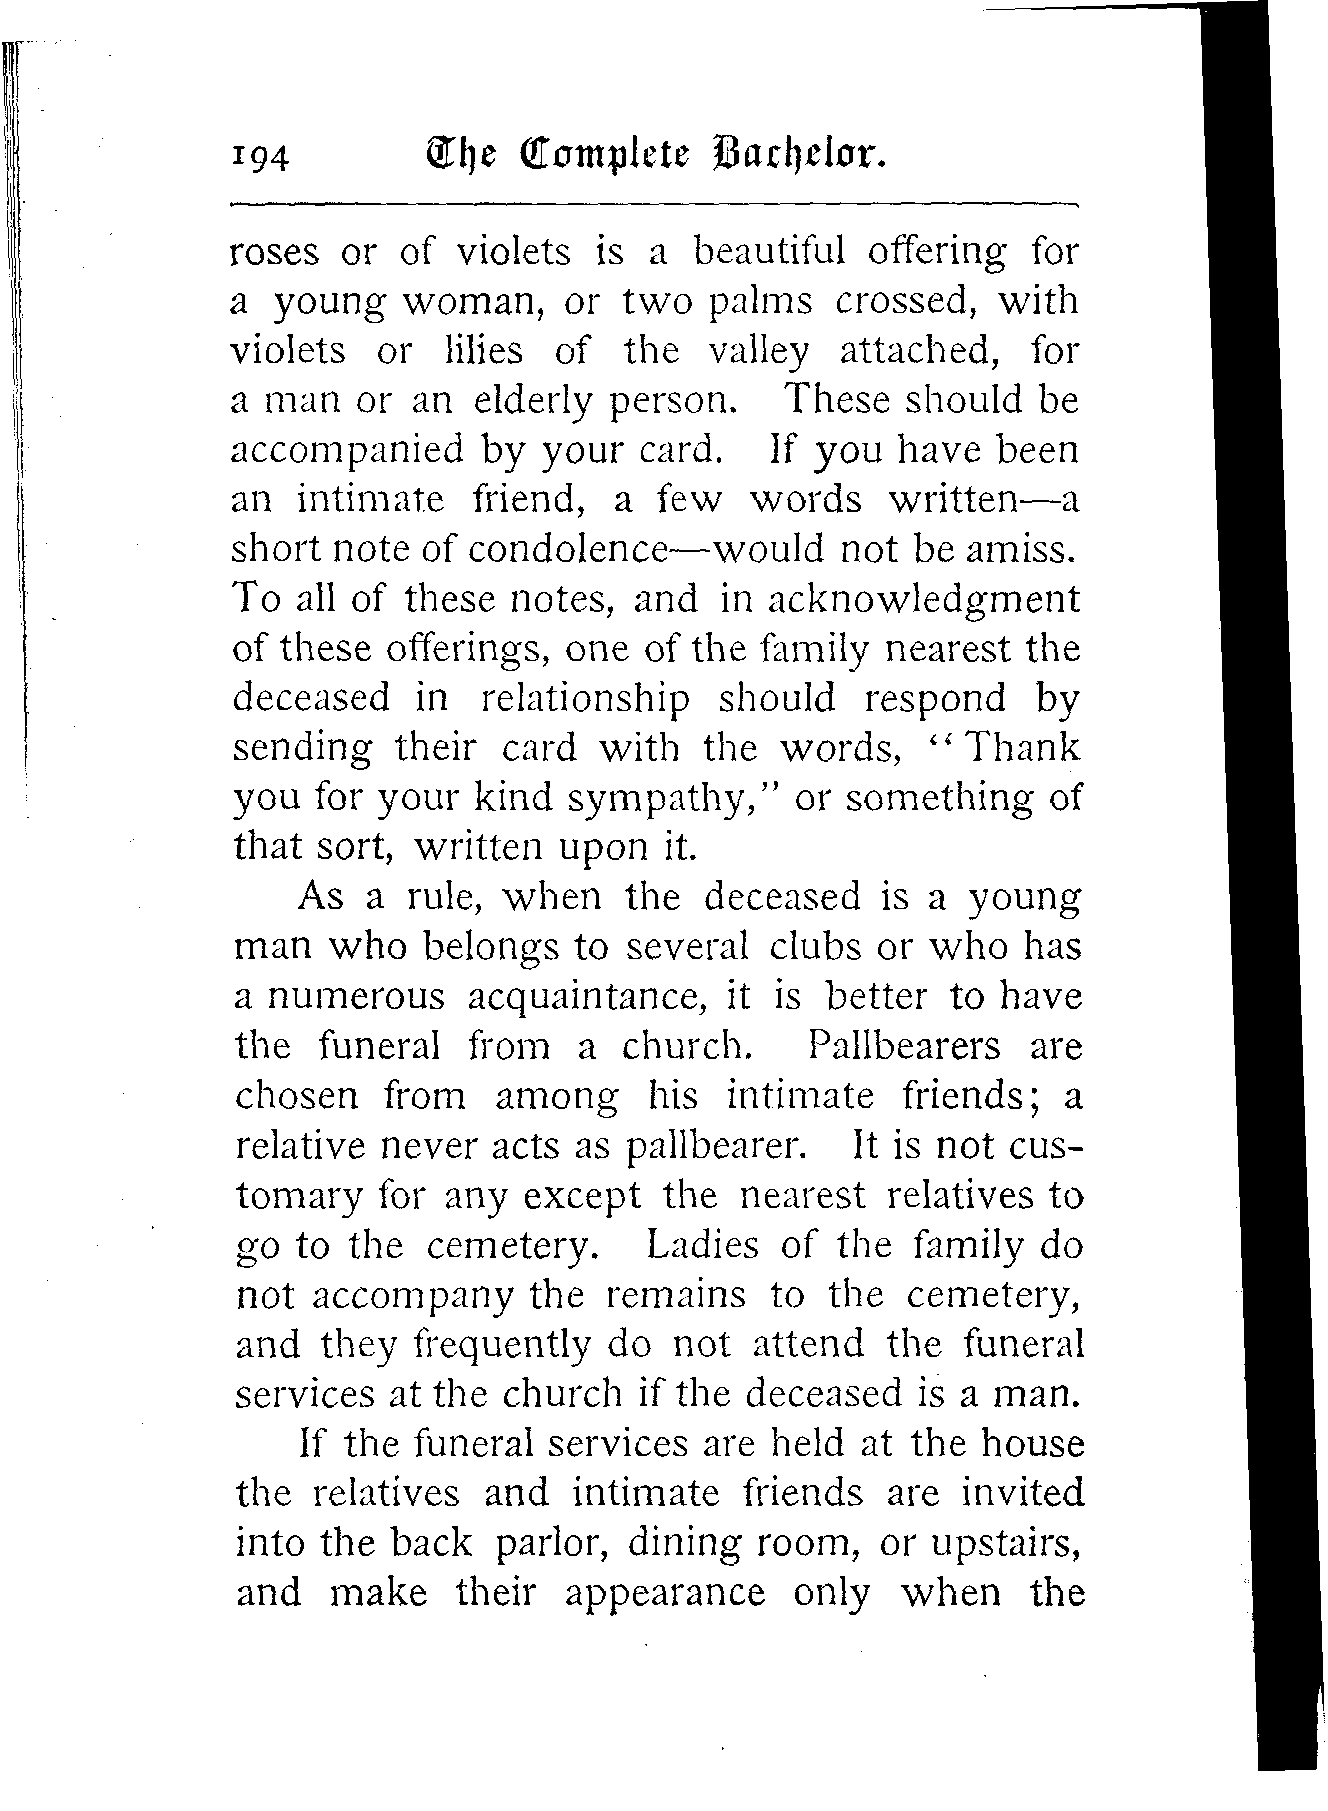 194 The Complete Bachelor.
roses or of violets is a beautiful offering for
a young woman, or two palms crossed, with
violets or lilies of the valley attached, for
a man or an elderly person. These should be
accompanied by your card. If you have been
an intimate friend, a few words written—a
short note of condolence—would not be amiss.
To all of these notes, and in acknowledgment
of these offerings, one of the family nearest the
deceased in relationship should respond by
sending their card with the words, “Thank
you for your kind sympathy,” or something of
that sort, written upon it.
As a rule, when the deceased is a young
man who belongs to several clubs or who has
a numerous acquaintance, it is better to have
the funeral from a church. Pallbearers are
chosen from among his intimate friends; a
relative never acts as pallbearer. It is not cus-
tomary for any except the nearest relatives to
go to the cemetery. Ladies of the family do
not accompany the remains to the cemetery,
and they frequently do not attend the funeral
services at the church if the deceased is a man.
If the funeral services are held at the house
the relatives and intimate friends are invited
into the back parlor, dining room, or upstairs,
and make their appearance only when the